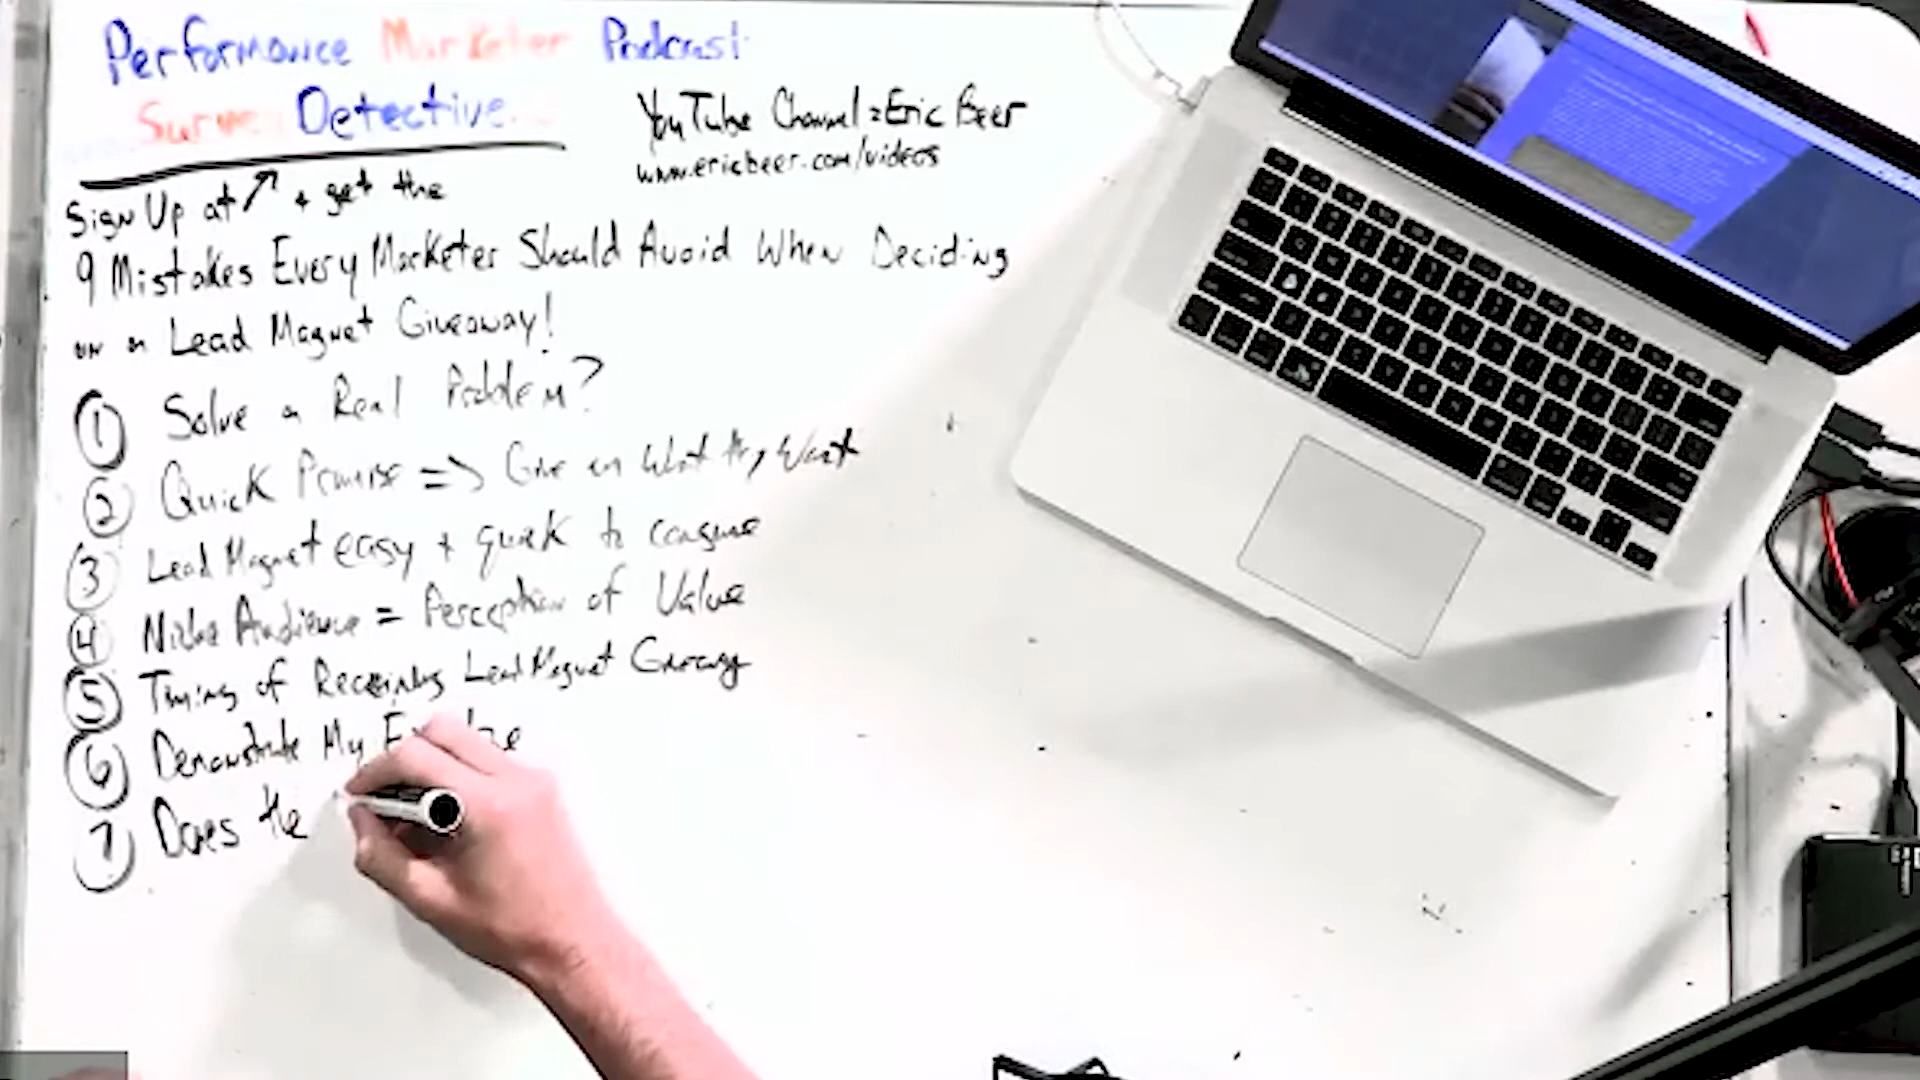 Performance Marketer Podcast
Survey Detective
YouTube Channel = Eric Beer
www.ericbeer.com/videos
Sign Up at ↗ + get the
9 Mistakes Every Marketer Should Avoid When Deciding
on a Lead Magnet Giveaway!
1 Solve a Real Problem?
2 Quick Promise => Give em What they Want
3 Lead Magnet easy + quick to consume
4 Niche Audience = Perception of Value
5 Timing of Receiving Lead Magnet Giveaway
6 Demonstrate My
7 Does the